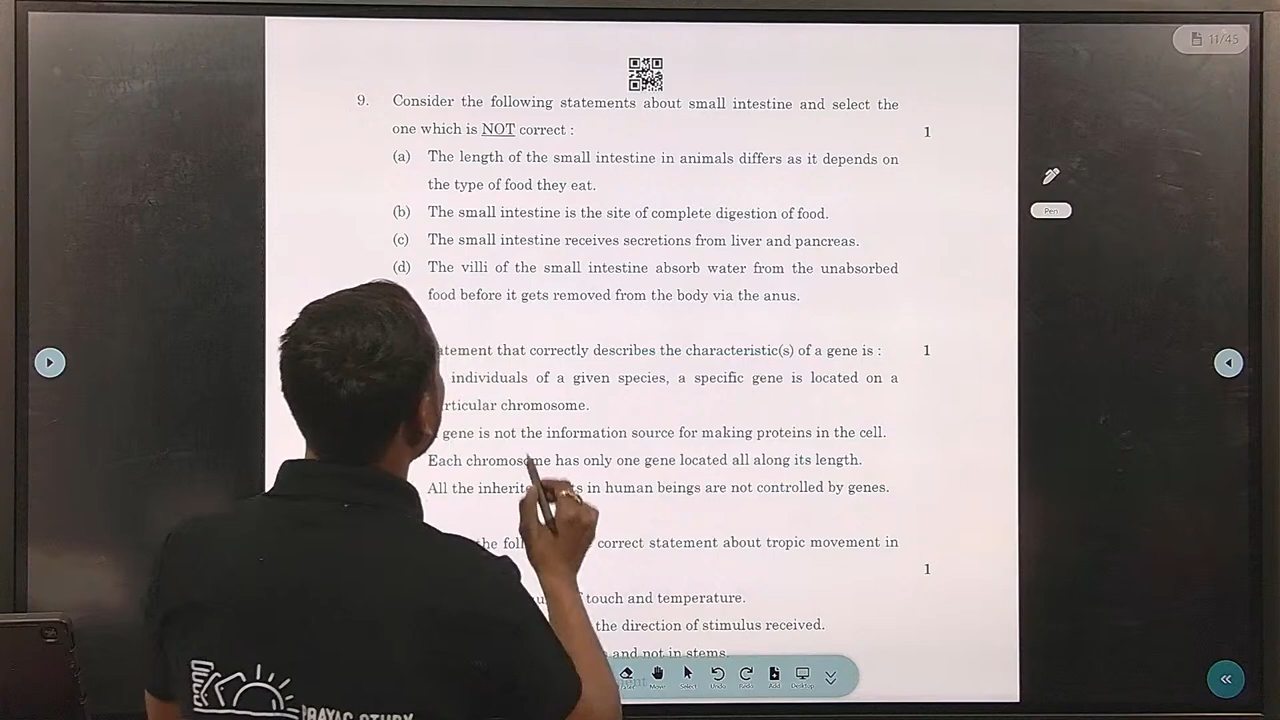 11/45
9. Consider the following statements about small intestine and select the
one which is NOT correct : 1
(a) The length of the small intestine in animals differs as it depends on
the type of food they eat.
(b) The small intestine is the site of complete digestion of food.
(c) The small intestine receives secretions from liver and pancreas.
(d) The villi of the small intestine absorb water from the unabsorbed
food before it gets removed from the body via the anus.
Pen
that correctly describes the characteristic(s) of a gene is : 1
individuals of a given species, a specific gene is located on a
chromosome.
gene is not the information source for making proteins in the cell.
Each chromosome has only one gene located all along its length.
All the in human beings are not controlled by genes.
the correct statement about tropic movement in
1
touch and temperature.
the direction of stimulus received.
and not in stems.
Move Select Undo Redo Add Desktop
STUDY